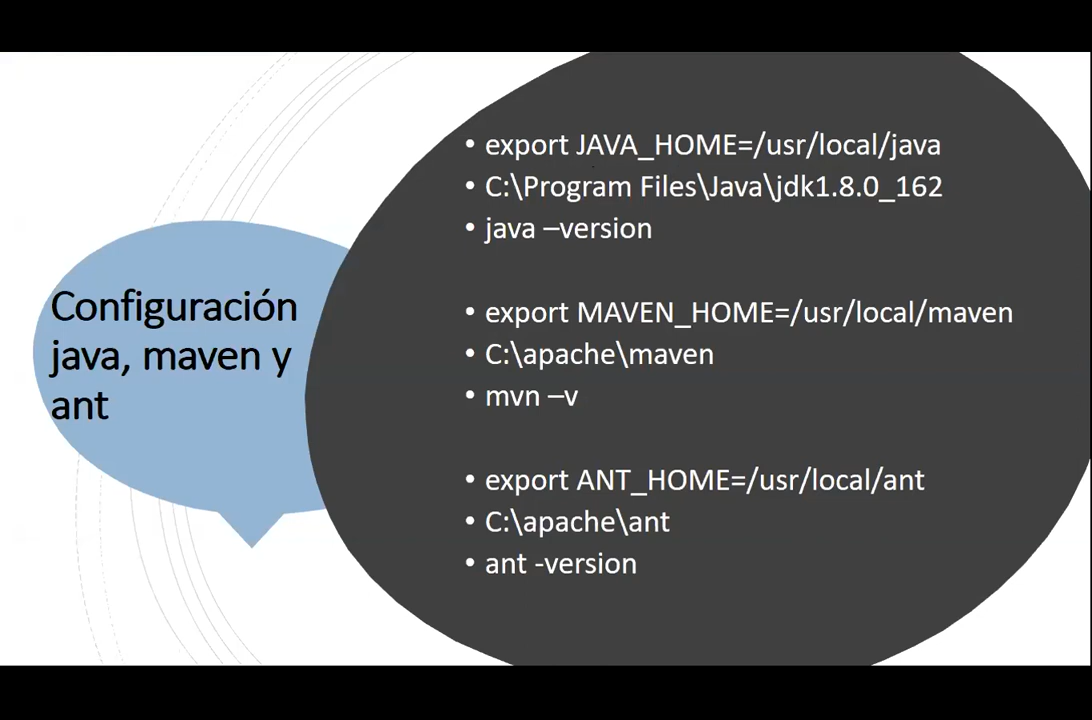 Configuración
java, maven y
ant
• export JAVA_HOME=/usr/local/java
• C:\Program Files\Java\jdk1.8.0_162
• java –version
• export MAVEN_HOME=/usr/local/maven
• C:\apache\maven
• mvn –v
• export ANT_HOME=/usr/local/ant
• C:\apache\ant
• ant -version